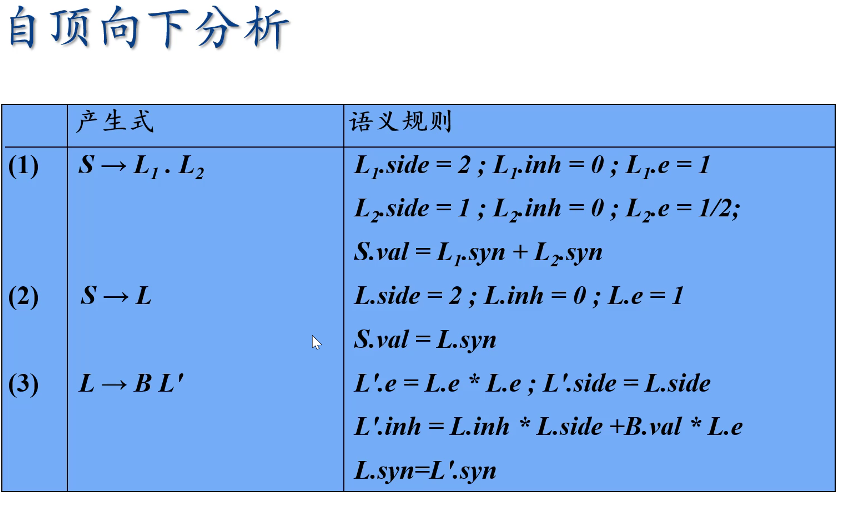 自顶向下分析
产生式 语义规则
(1) S → L1 . L2 L1.side = 2 ; L1.inh = 0 ; L1.e = 1
L2.side = 1 ; L2.inh = 0 ; L2.e = 1/2;
S.val = L1.syn + L2.syn
(2) S → L L.side = 2 ; L.inh = 0 ; L.e = 1
S.val = L.syn
(3) L → B L' L'.e = L.e * L.e ; L'.side = L.side
L'.inh = L.inh * L.side +B.val * L.e
L.syn=L'.syn